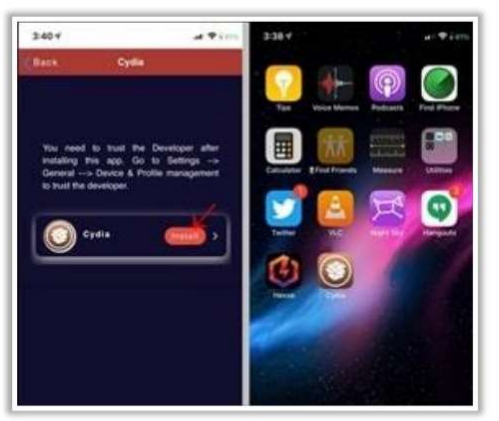 3:40
Back
Cydia
You need to trust the Developer after
installing this app. Go to Settings -->
General --> Device & Profile management
to trust the developer.
Cydia
Install
3:38
Tips
Voice Memos
Podcasts
Find iPhone
Calculator
Find Friends
Measure
Utilities
1
Twitter
VLC
Night Sky
Hangouts
Hexxa
Cydia